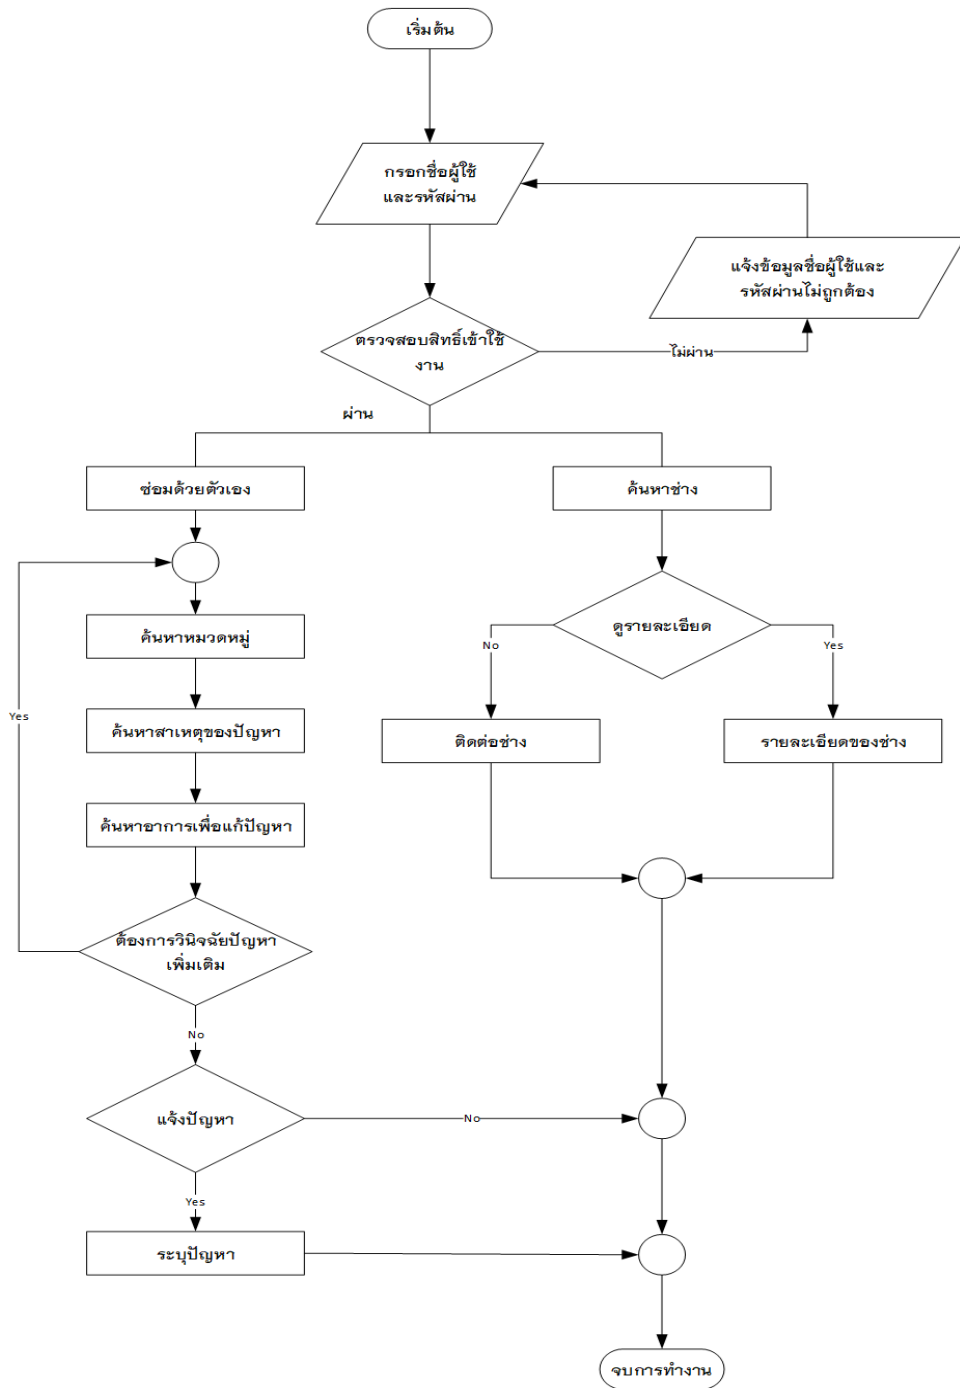 เริ่มต้น
กรอกชื่อผู้ใช้
และรหัสผ่าน
แจ้งข้อมูลชื่อผู้ใช้และ
รหัสผ่านไม่ถูกต้อง
ตรวจสอบสิทธิ์เข้าใช้
งาน
ไม่ผ่าน
ผ่าน
ซ่อมด้วยตัวเอง
ค้นหาช่าง
ค้นหาหมวดหมู่
ดูรายละเอียด
No
Yes
Yes
ค้นหาสาเหตุของปัญหา
ติดต่อช่าง
รายละเอียดของช่าง
ค้นหาอาการเพื่อแก้ปัญหา
ต้องการวินิจฉัยปัญหา
เพิ่มเติม
No
แจ้งปัญหา
No
Yes
ระบุปัญหา
จบการทำงาน